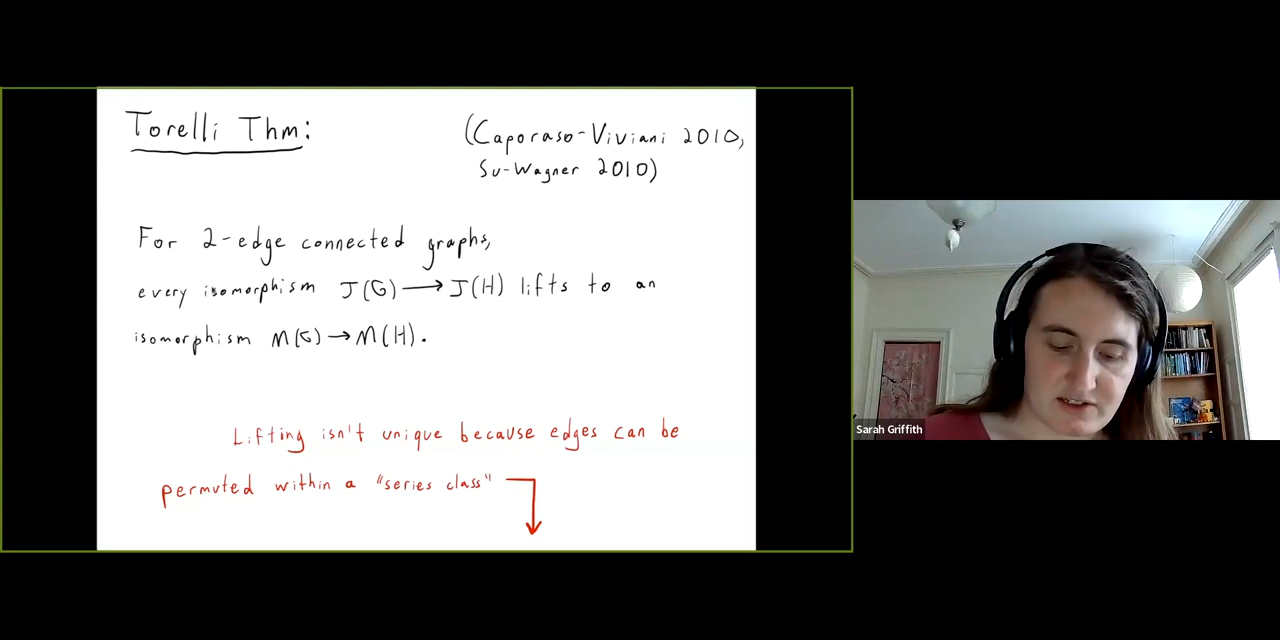 Torelli Thm:
(Caporaso-Viviani 2010,
Su-Wagner 2010)
For 2-edge connected graphs,
every isomorphism J(G) → J(H) lifts to an
isomorphism M(G) → M(H).
Lifting isn't unique because edges can be
permuted within a "series class"
Sarah Griffith